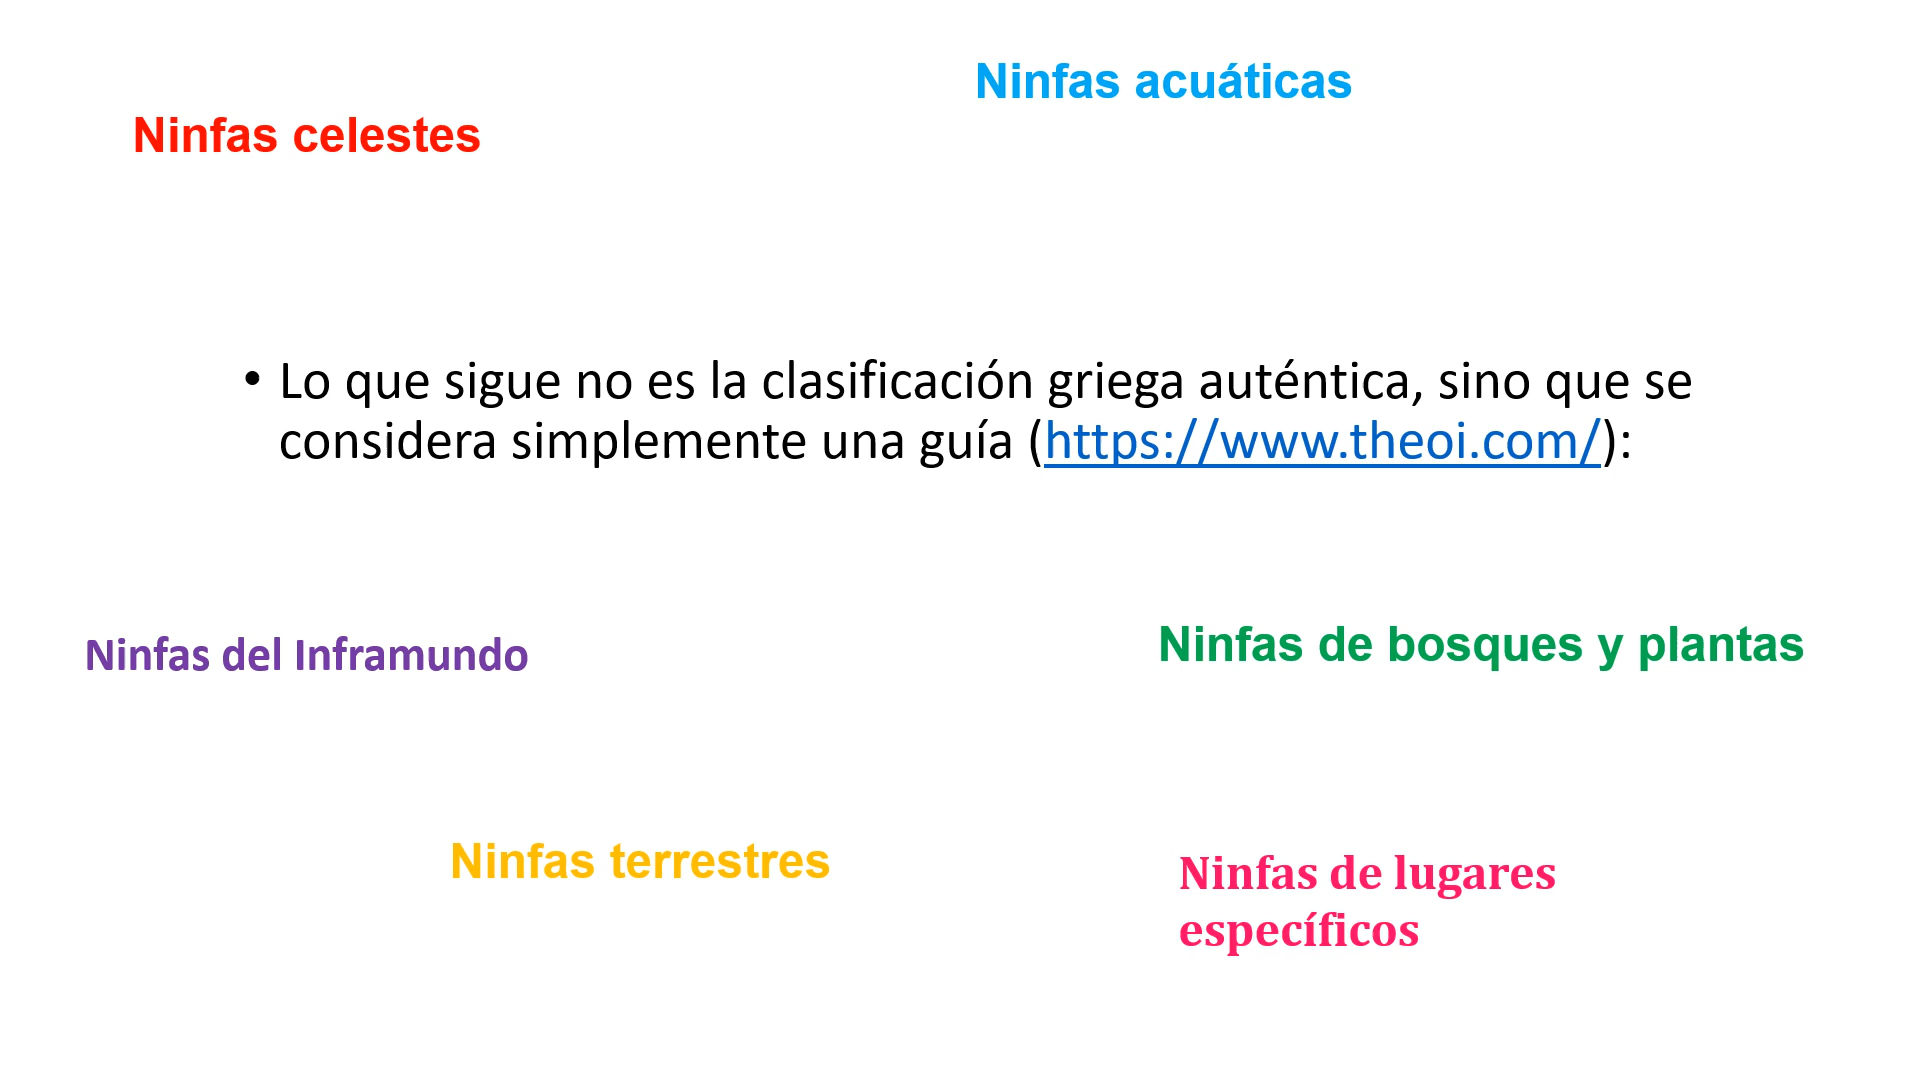 Ninfas acuáticas
Ninfas celestes
• Lo que sigue no es la clasificación griega auténtica, sino que se
considera simplemente una guía (https://www.theoi.com/):
Ninfas del Inframundo
Ninfas de bosques y plantas
Ninfas terrestres
Ninfas de lugares
específicos